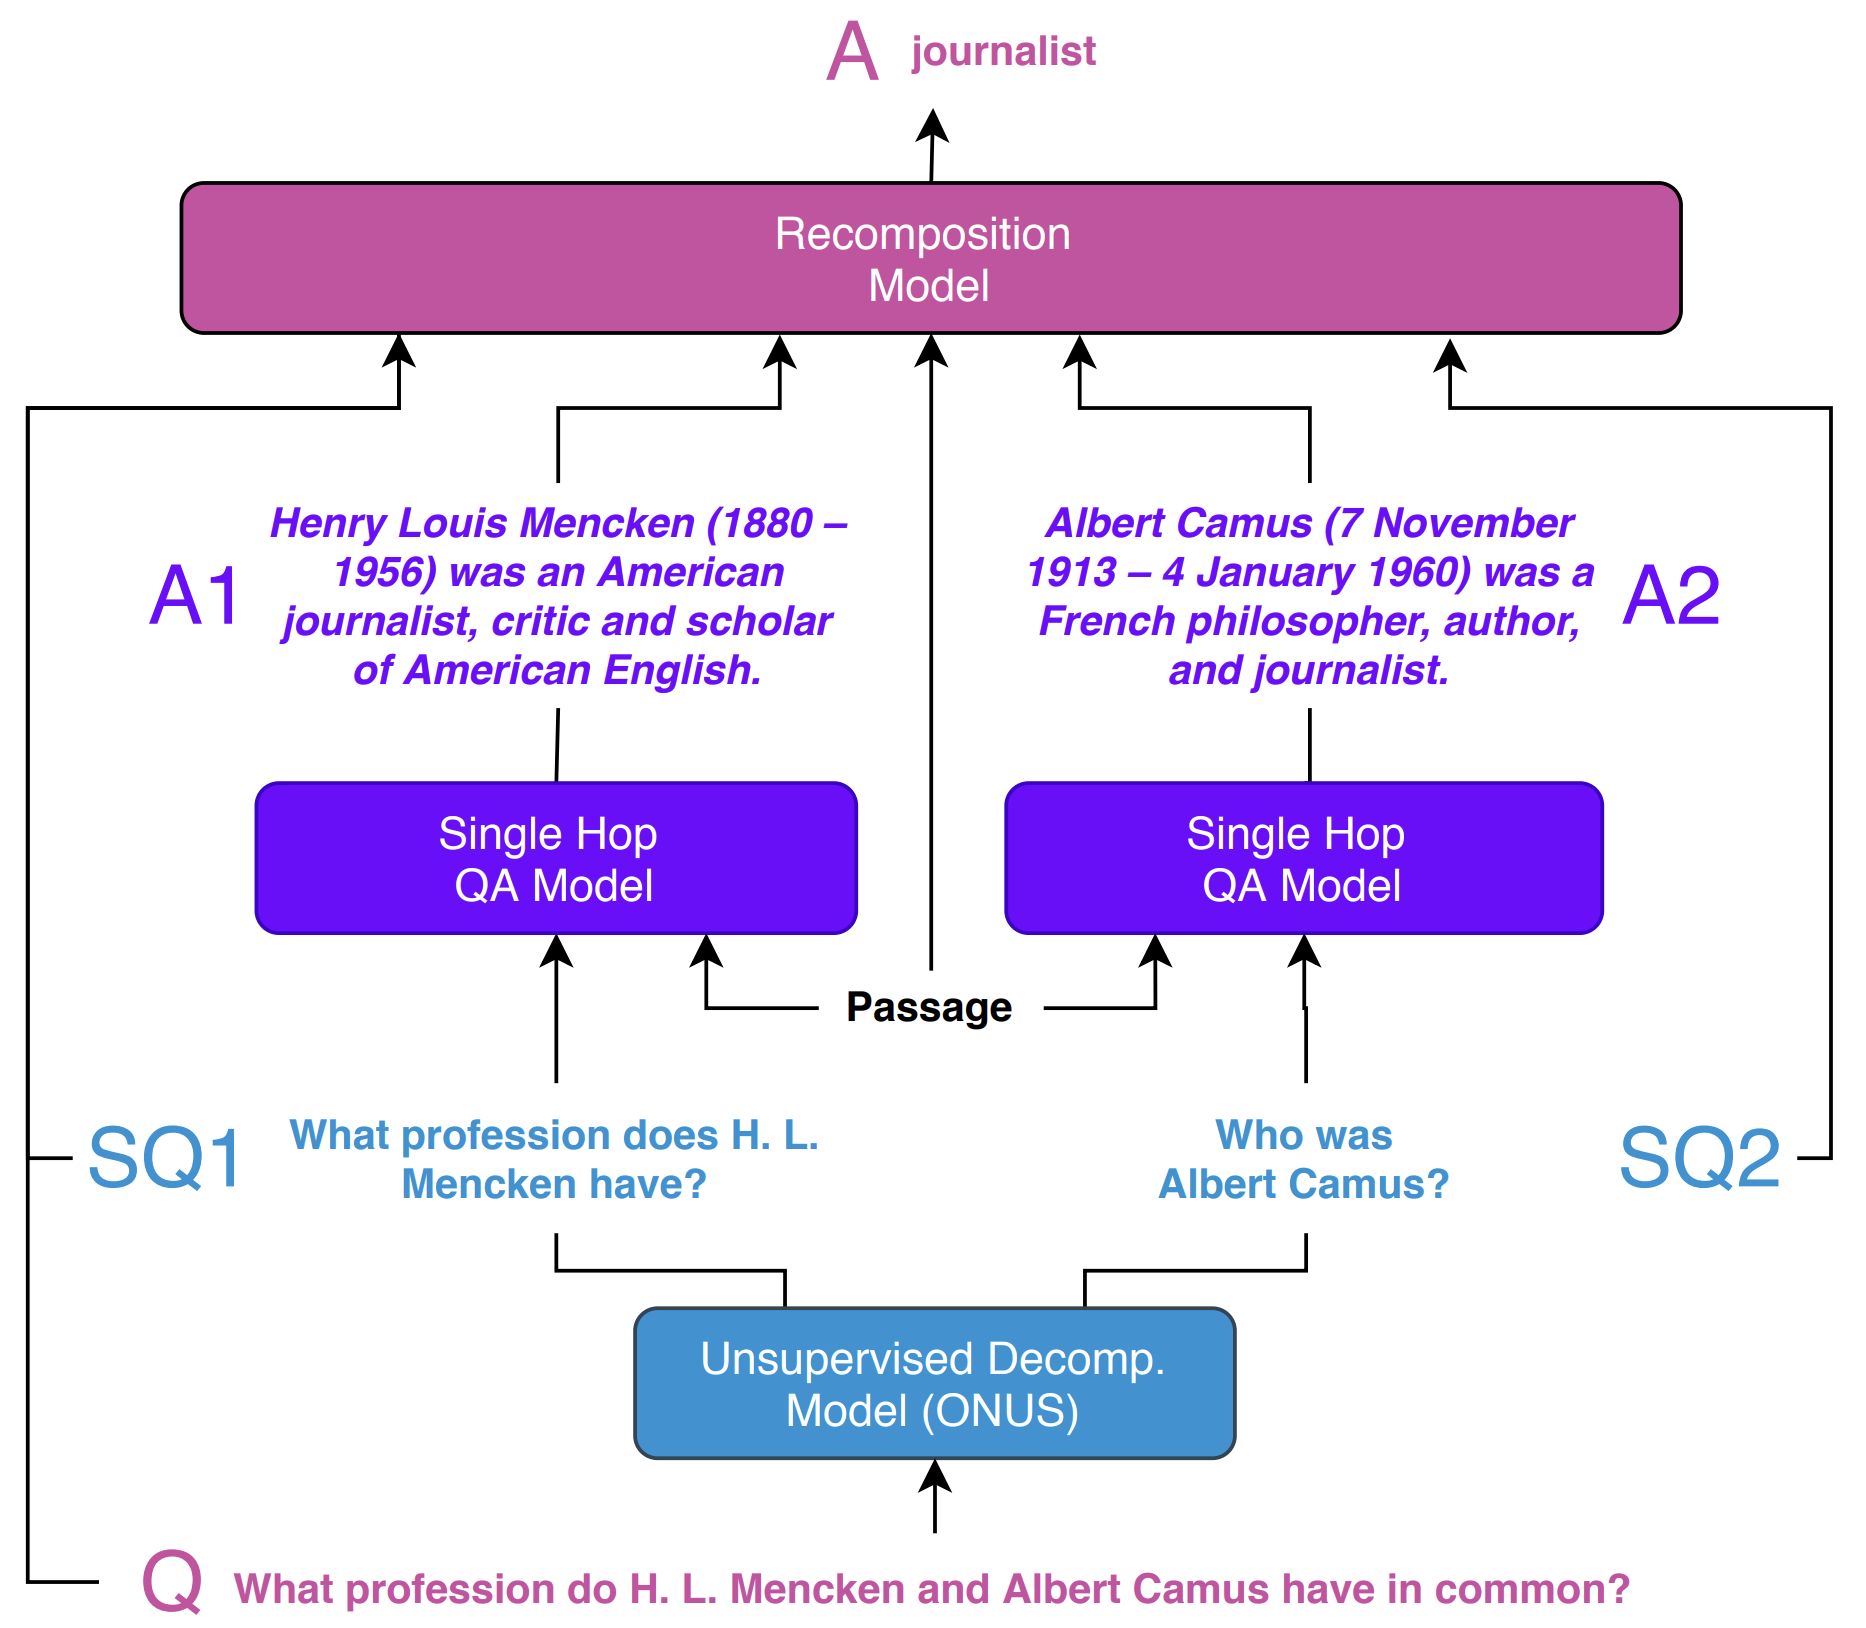 A journalist
Recomposition
Model
A1
Henry Louis Mencken (1880 –
1956) was an American
journalist, critic and scholar
of American English.
Albert Camus (7 November
1913 – 4 January 1960) was a
French philosopher, author,
and journalist.
A2
Single Hop
QA Model
Single Hop
QA Model
Passage
SQ1
What profession does H. L.
Mencken have?
Who was
Albert Camus?
SQ2
Unsupervised Decomp.
Model (ONUS)
Q What profession do H. L. Mencken and Albert Camus have in common?